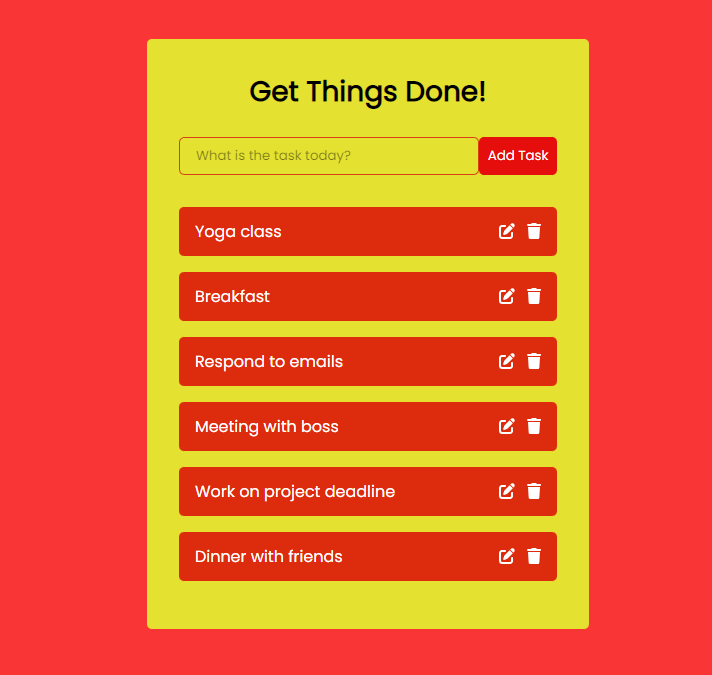 Get Things Done!
What is the task today?
Add Task
Yoga class
Breakfast
Respond to emails
Meeting with boss
Work on project deadline
Dinner with friends